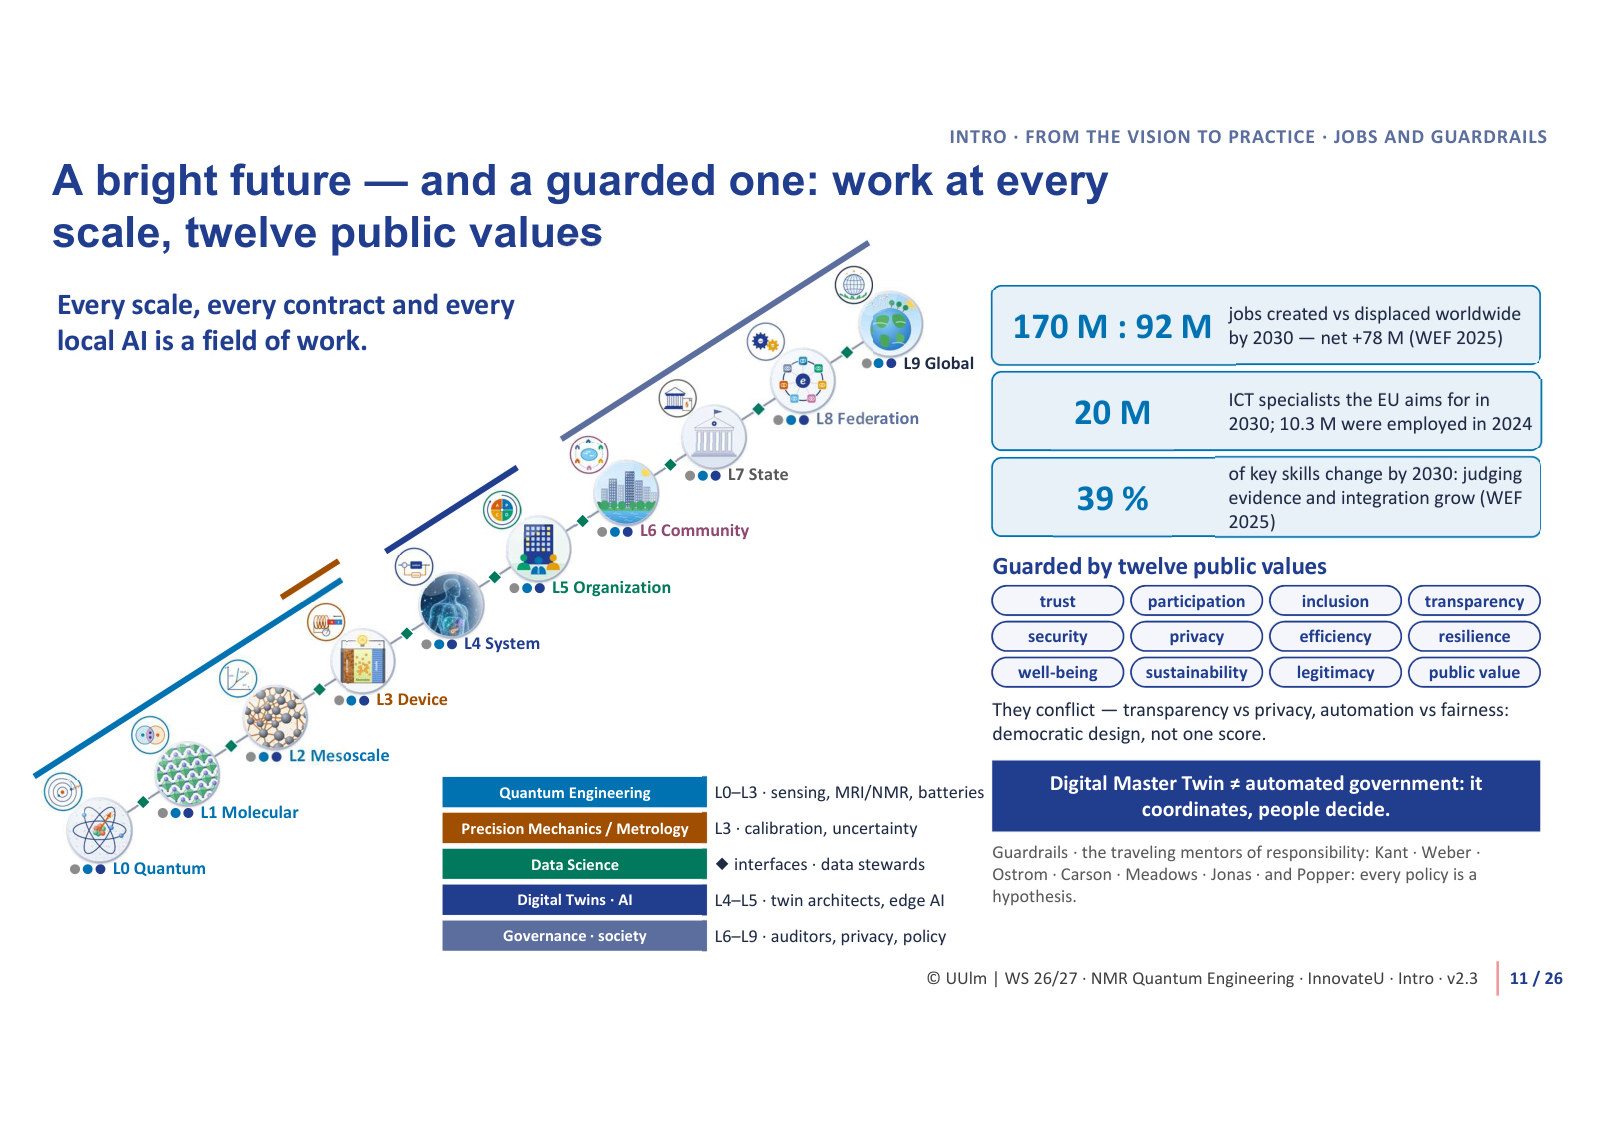 INTRO · FROM THE VISION TO PRACTICE · JOBS AND GUARDRAILS
A bright future — and a guarded one: work at every
scale, twelve public values
Every scale, every contract and every
local AI is a field of work.
L9 Global
L8 Federation
L7 State
L6 Community
L5 Organization
L4 System
L3 Device
L2 Mesoscale
L1 Molecular
L0 Quantum
e
Quantum Engineering L0–L3 · sensing, MRI/NMR, batteries
Precision Mechanics / Metrology L3 · calibration, uncertainty
Data Science ◆ interfaces · data stewards
Digital Twins · AI L4–L5 · twin architects, edge AI
Governance · society L6–L9 · auditors, privacy, policy
170 M : 92 M
jobs created vs displaced worldwide
by 2030 — net +78 M (WEF 2025)
20 M
ICT specialists the EU aims for in
2030; 10.3 M were employed in 2024
39 %
of key skills change by 2030: judging
evidence and integration grow (WEF
2025)
Guarded by twelve public values
trust participation inclusion transparency
security privacy efficiency resilience
well-being sustainability legitimacy public value
They conflict — transparency vs privacy, automation vs fairness:
democratic design, not one score.
Digital Master Twin ≠ automated government: it
coordinates, people decide.
Guardrails · the traveling mentors of responsibility: Kant · Weber ·
Ostrom · Carson · Meadows · Jonas · and Popper: every policy is a
hypothesis.
© UUlm | WS 26/27 · NMR Quantum Engineering · InnovateU · Intro · v2.3 11 / 26